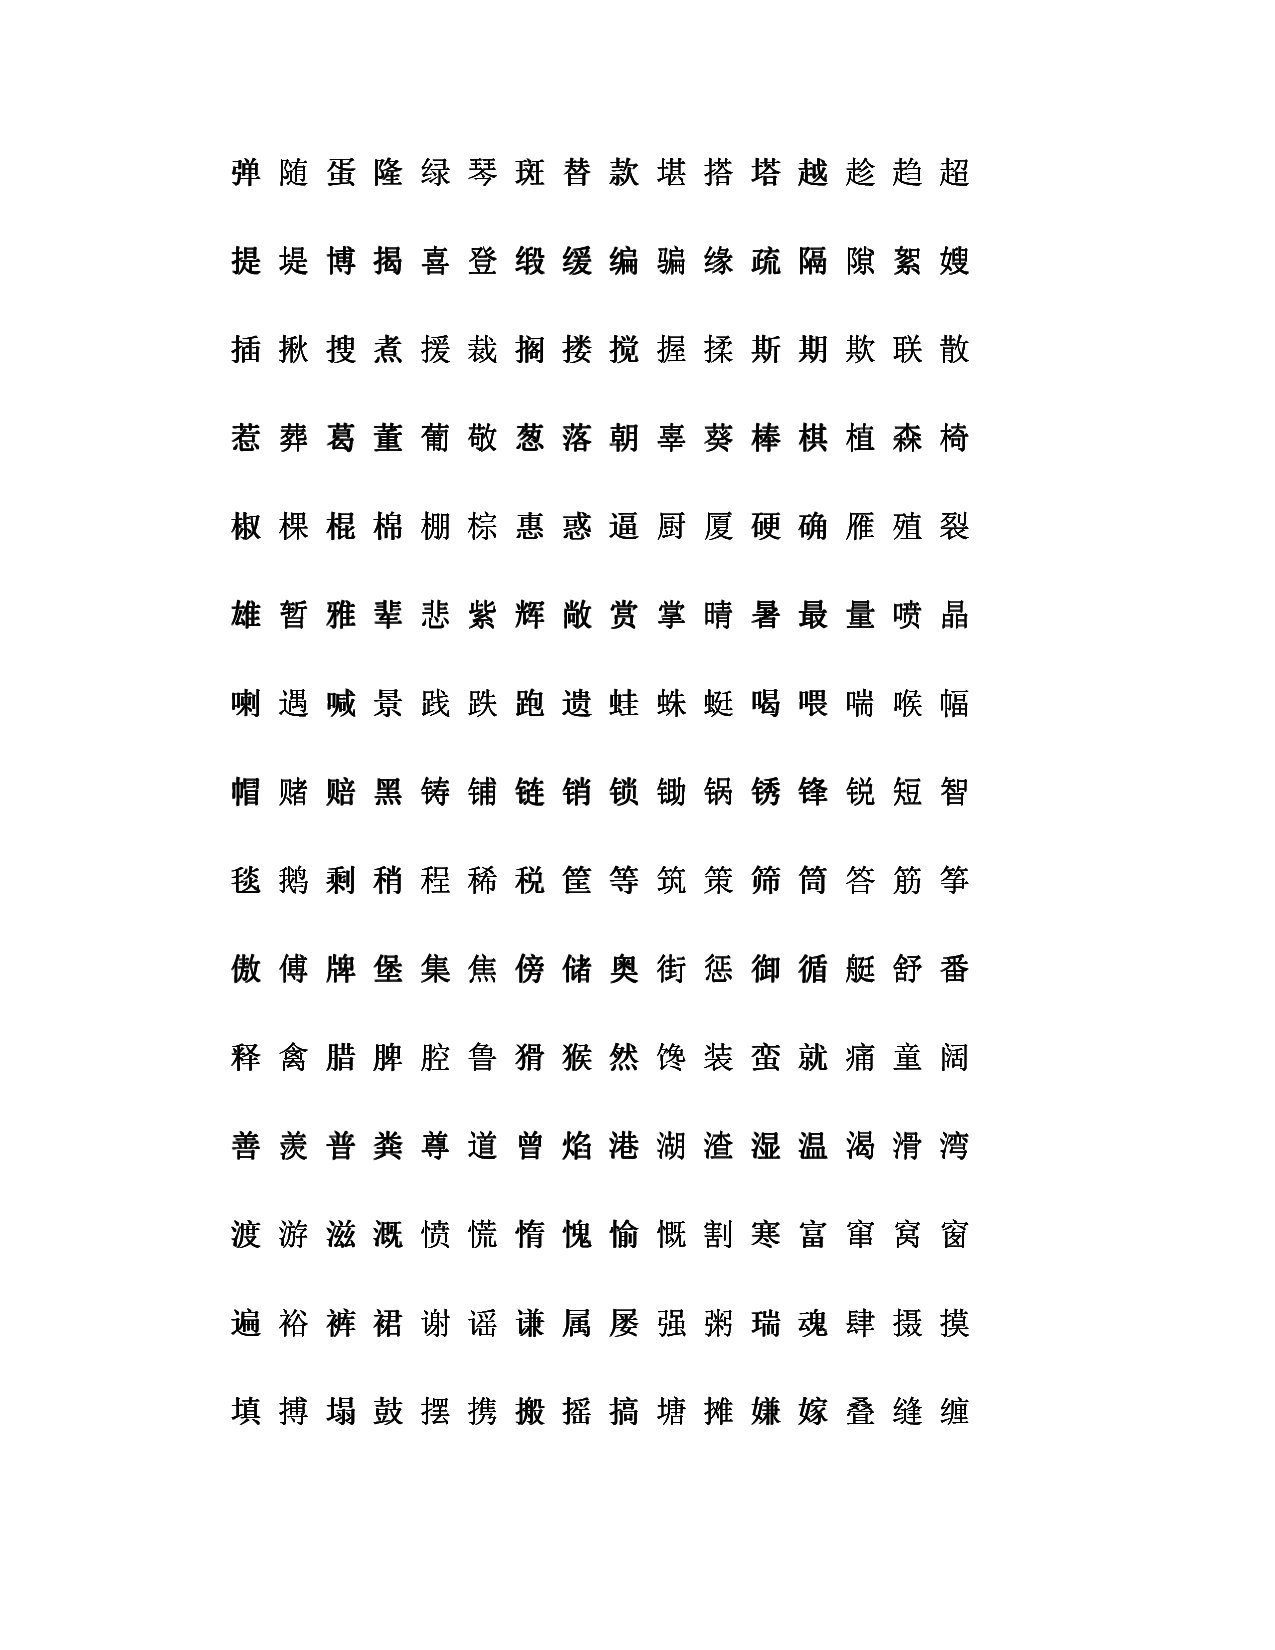 弹 随 蛋 隆 绿 琴 斑 替 款 堪 搭 塔 越 趁 趋 超
提 堤 博 揭 喜 登 缎 缓 编 骗 缘 疏 隔 隙 絮 嫂
插 揪 搜 煮 援 裁 搁 搂 搅 握 揉 斯 期 欺 联 散
惹 葬 葛 董 葡 敬 葱 落 朝 辜 葵 棒 棋 植 森 椅
椒 棵 棍 棉 棚 棕 惠 惑 逼 厨 厦 硬 确 雁 殖 裂
雄 暂 雅 辈 悲 紫 辉 敞 赏 掌 晴 暑 最 量 喷 晶
喇 遇 喊 景 践 跌 跑 遗 蛙 蛛 蜓 喝 喂 喘 喉 幅
帽 赌 赔 黑 铸 铺 链 销 锁 锄 锅 锈 锋 锐 短 智
毯 鹅 剩 稍 程 稀 税 筐 等 筑 策 筛 筒 答 筋 筝
傲 傅 牌 堡 集 焦 傍 储 奥 街 惩 御 循 艇 舒 番
释 禽 腊 脾 腔 鲁 猾 猴 然 馋 装 蛮 就 痛 童 阔
善 羡 普 粪 尊 道 曾 焰 港 湖 渣 湿 温 渴 滑 湾
渡 游 滋 溉 愤 慌 惰 愧 愉 慨 割 寒 富 窜 窝 窗
遍 裕 裤 裙 谢 谣 谦 属 屡 强 粥 瑞 魂 肆 摄 摸
填 搏 塌 鼓 摆 携 搬 摇 搞 塘 摊 嫌 嫁 叠 缝 缠